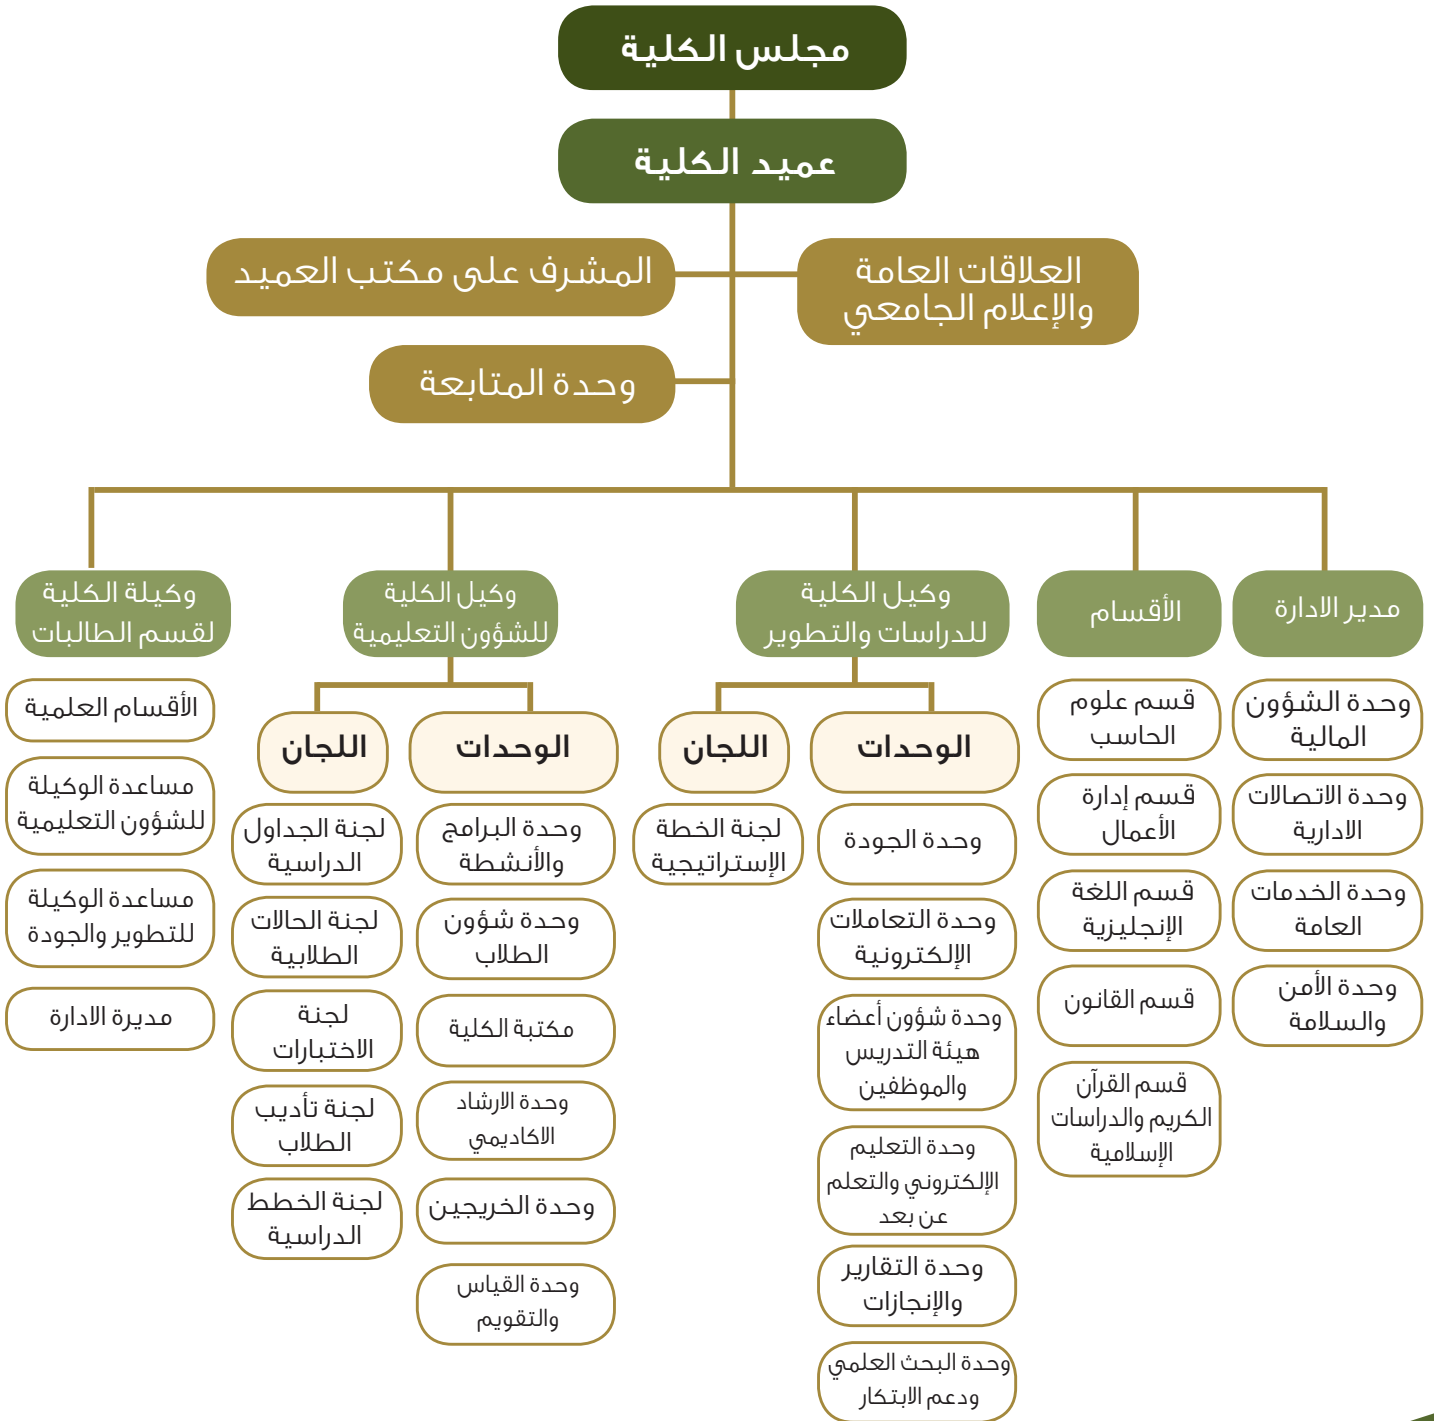 مجلس الكلية
عميد الكلية
العلاقات العامة
والإعلام الجامعي
المشرف على مكتب العميد
وحدة المتابعة
مدير الادارة
وحدة الشؤون
المالية
وحدة الاتصالات
الادارية
وحدة الخدمات
العامة
وحدة الأمن
والسلامة
الأقسام
قسم علوم
الحاسب
قسم إدارة
الأعمال
قسم اللغة
الإنجليزية
قسم القانون
قسم القرآن
الكريم والدراسات
الإسلامية
وكيل الكلية
للدراسات والتطوير
الوحدات
وحدة الجودة
وحدة التعاملات
الإلكترونية
وحدة شؤون أعضاء
هيئة التدريس
والموظفين
وحدة التعليم
الإلكتروني والتعلم
عن بعد
وحدة التقارير
والإنجازات
وحدة البحث العلمي
ودعم الابتكار
اللجان
لجنة الخطة
الإستراتيجية
وكيل الكلية
للشؤون التعليمية
الوحدات
وحدة البرامج
والأنشطة
وحدة شؤون
الطلاب
مكتبة الكلية
وحدة الارشاد
الاكاديمي
وحدة الخريجين
وحدة القياس
والتقويم
اللجان
لجنة الجداول
الدراسية
لجنة الحالات
الطلابية
لجنة
الاختبارات
لجنة تأديب
الطلاب
لجنة الخطط
الدراسية
وكيلة الكلية
لقسم الطالبات
الأقسام العلمية
مساعدة الوكيلة
للشؤون التعليمية
مساعدة الوكيلة
للتطوير والجودة
مديرة الادارة